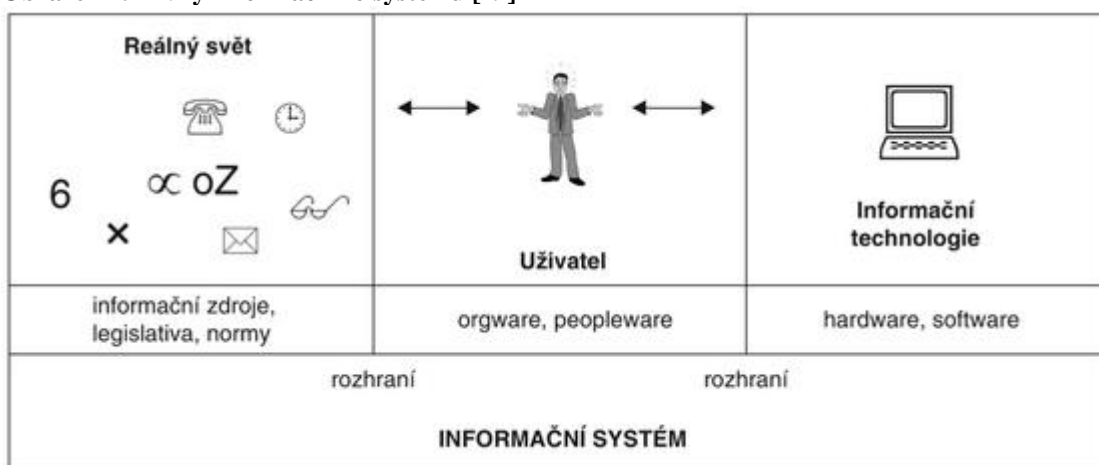 Reálný svět
6
∝ oZ
×
Uživatel
Informační
technologie
informační zdroje,
legislativa, normy
orgware, peopleware
hardware, software
rozhraní
rozhraní
INFORMAČNÍ SYSTÉM